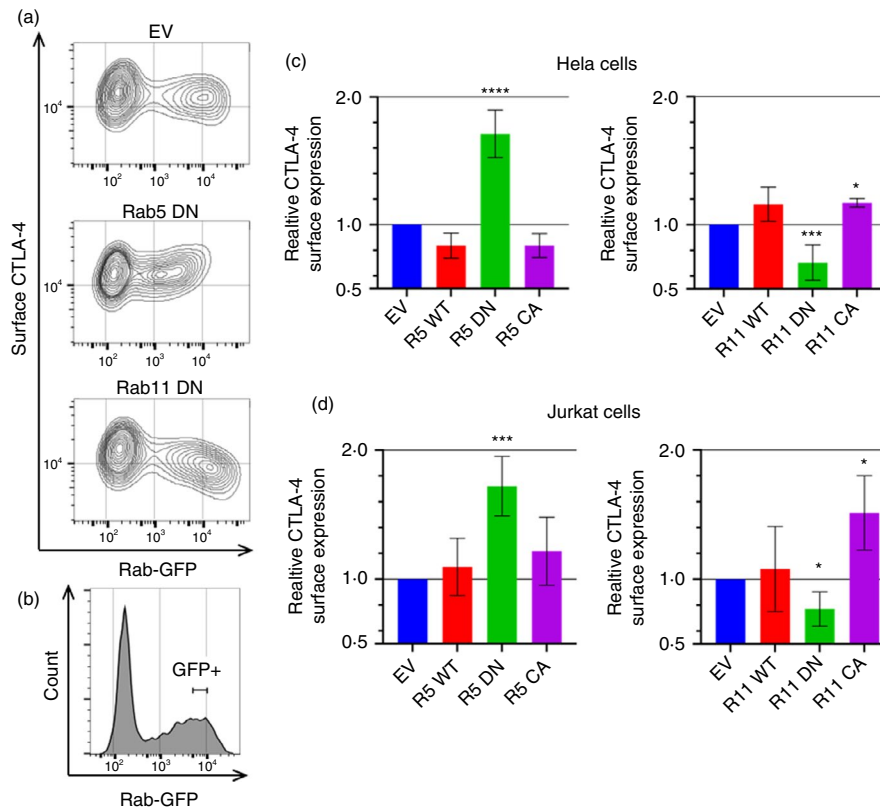 (a)
EV
10⁴
10² 10³ 10⁴
Rab5 DN
10⁴
10² 10³ 10⁴
Rab11 DN
10⁴
10² 10³ 10⁴
Surface CTLA-4
Rab-GFP
(b)
GFP+
Count
10² 10³ 10⁴
Rab-GFP
(c)
Hela cells
Realtive CTLA-4
surface expression
2·0
1·0
0·5
****
EV R5 WT R5 DN R5 CA
Realtive CTLA-4
surface expression
2·0
1·0
0·5
***
*
EV R11 WT R11 DN R11 CA
(d)
Jurkat cells
Realtive CTLA-4
surface expression
2·0
1·0
0·5
***
EV R5 WT R5 DN R5 CA
Realtive CTLA-4
surface expression
2·0
1·0
0·5
*
*
EV R11 WT R11 DN R11 CA